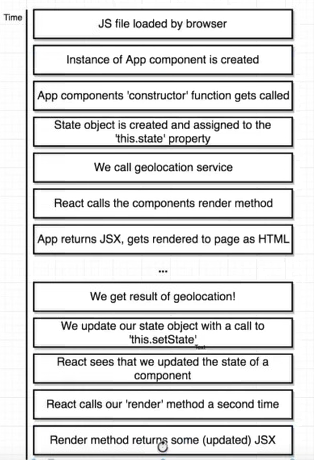 Time
JS file loaded by browser
Instance of App component is created
App components 'constructor' function gets called
State object is created and assigned to the
'this.state' property
We call geolocation service
React calls the components render method
App returns JSX, gets rendered to page as HTML
...
We get result of geolocation!
We update our state object with a call to
'this.setState'
Text
React sees that we updated the state of a
component
React calls our 'render' method a second time
Render method returns some (updated) JSX